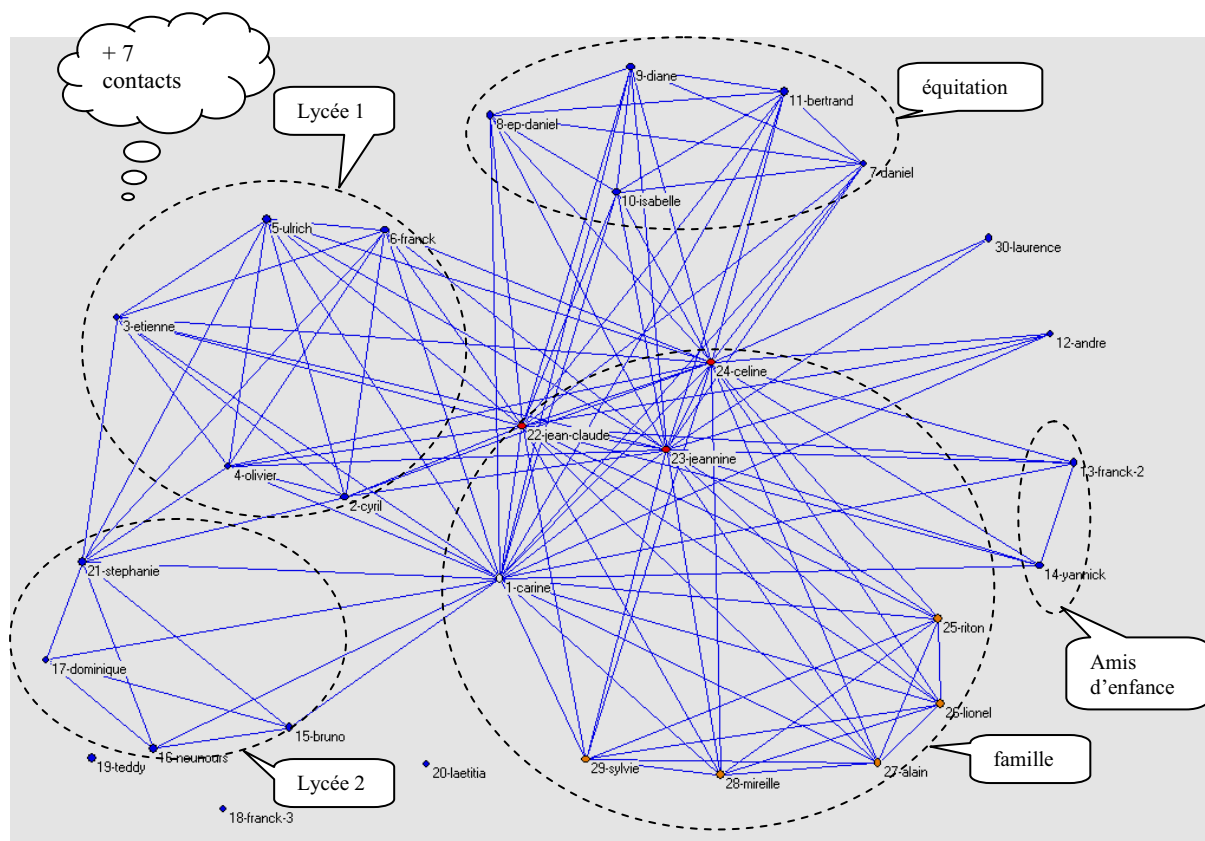 + 7
contacts
Lycée 1
équitation
9-diane
11-bertrand
8-ep-daniel
7-daniel
10-isabelle
5-ulrich
6-franck
30-laurence
3-etienne
12-andre
24-celine
22-jean-claude
23-jeannine
13-franck-2
4-olivier
2-cyril
21-stephanie
1-carine
14-yannick
25-riton
17-dominique
Amis
d’enfance
26-lionel
15-bruno
16-nounours
19-teddy
20-laetitia
29-sylvie
28-mireille
27-alain
famille
Lycée 2
18-franck-3